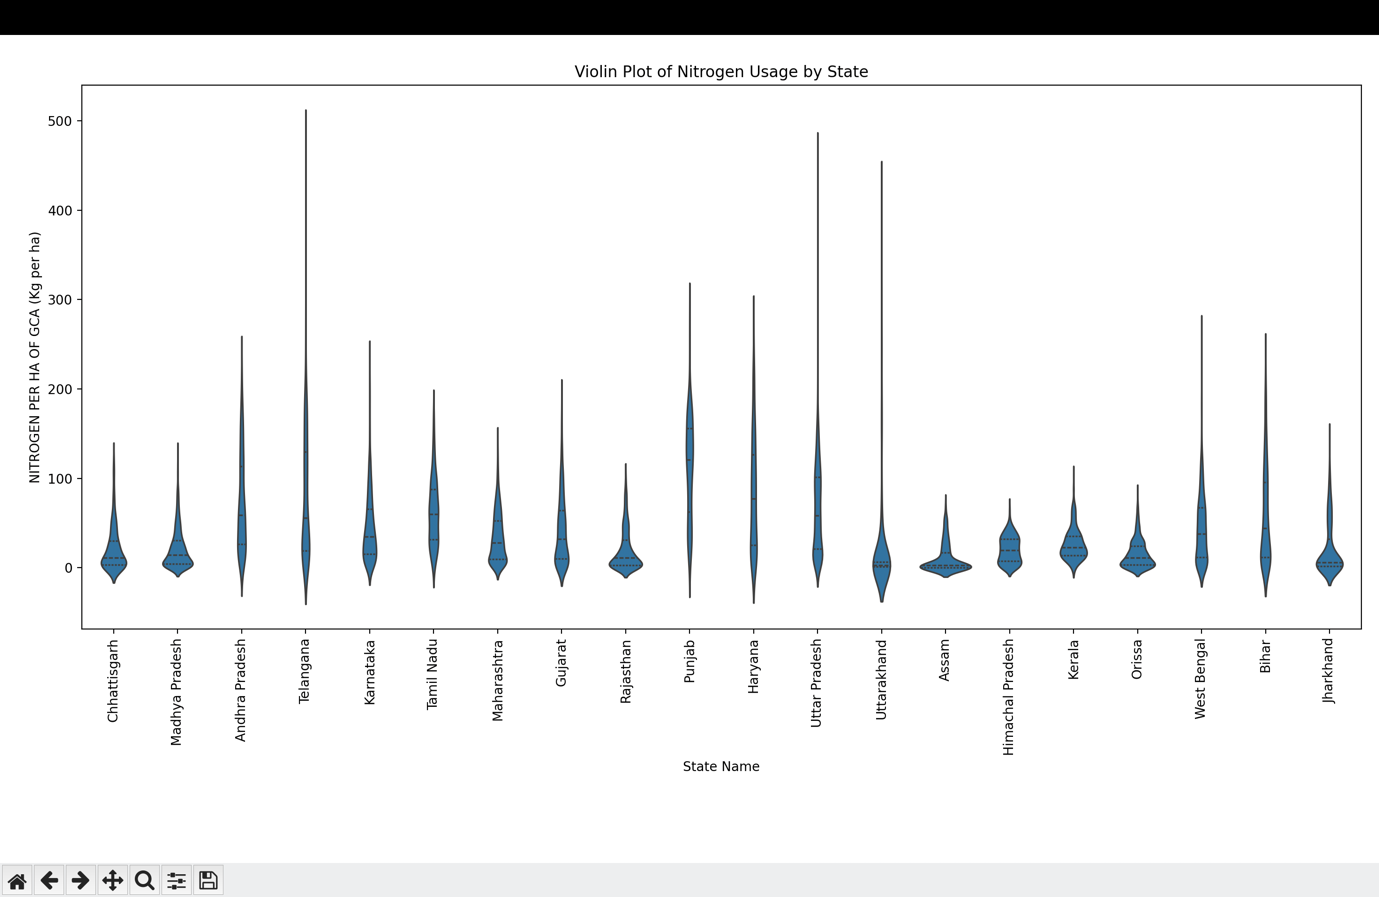 Violin Plot of Nitrogen Usage by State
NITROGEN PER HA OF GCA (Kg per ha)
500
400
300
200
100
0
Chhattisgarh
Madhya Pradesh
Andhra Pradesh
Telangana
Karnataka
Tamil Nadu
Maharashtra
Gujarat
Rajasthan
Punjab
Haryana
Uttar Pradesh
Uttarakhand
Assam
Himachal Pradesh
Kerala
Orissa
West Bengal
Bihar
Jharkhand
State Name